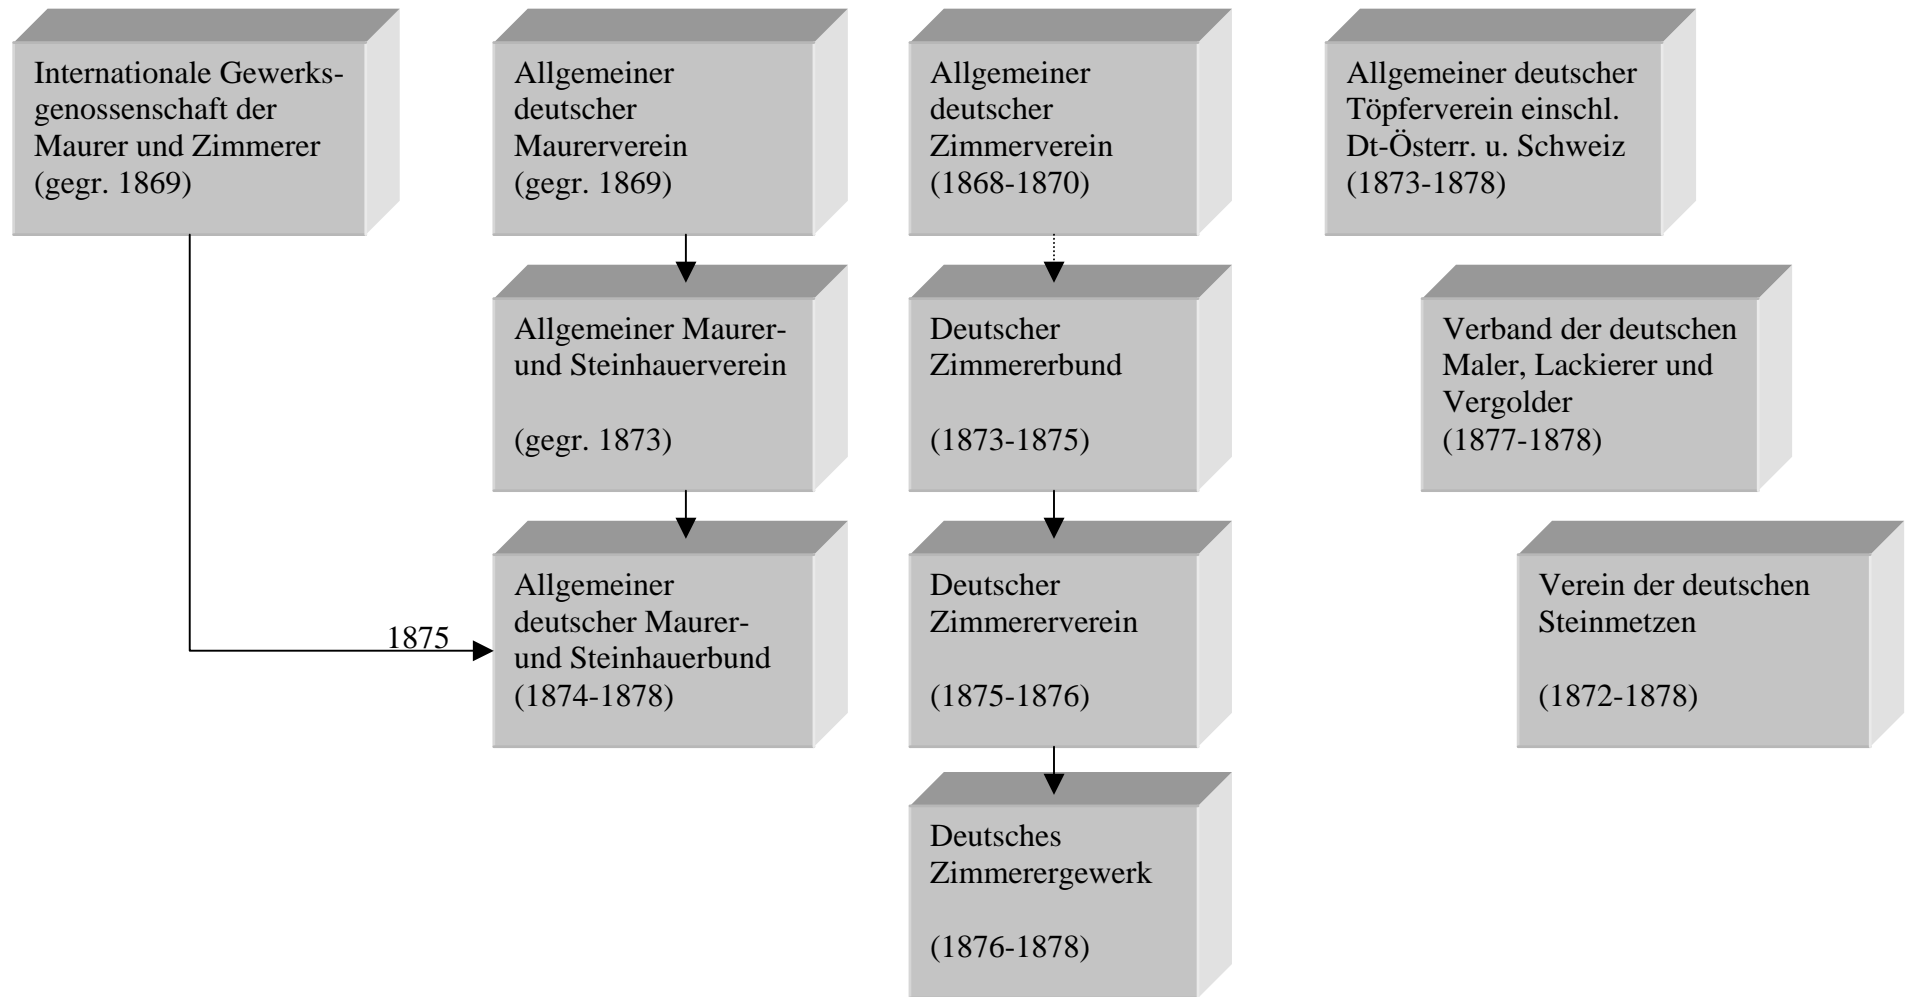 Internationale Gewerks-
genossenschaft der
Maurer und Zimmerer
(gegr. 1869)
Allgemeiner
deutscher
Maurerverein
(gegr. 1869)
Allgemeiner
deutscher
Zimmerverein
(1868-1870)
Allgemeiner deutscher
Töpferverein einschl.
Dt-Österr. u. Schweiz
(1873-1878)
Allgemeiner Maurer-
und Steinhauerverein
(gegr. 1873)
Deutscher
Zimmererbund
(1873-1875)
Verband der deutschen
Maler, Lackierer und
Vergolder
(1877-1878)
1875
Allgemeiner
deutscher Maurer-
und Steinhauerbund
(1874-1878)
Deutscher
Zimmererverein
(1875-1876)
Verein der deutschen
Steinmetzen
(1872-1878)
Deutsches
Zimmerergewerk
(1876-1878)